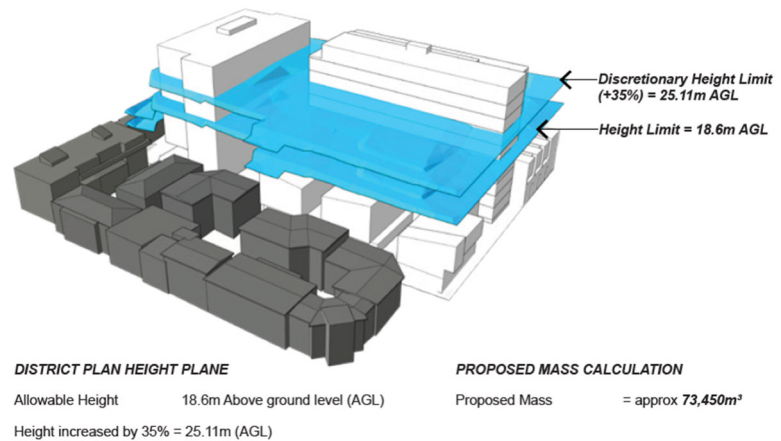 Discretionary Height Limit
(+35%) = 25.11m AGL
Height Limit = 18.6m AGL
DISTRICT PLAN HEIGHT PLANE
Allowable Height 18.6m Above ground level (AGL)
Height increased by 35% = 25.11m (AGL)
PROPOSED MASS CALCULATION
Proposed Mass = approx 73,450m³